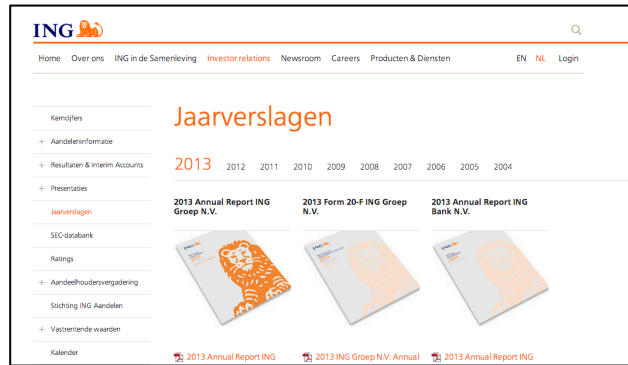 ING
Home Over ons ING in de Samenleving Investor relations Newsroom Careers Producten & Diensten EN NL Login
Jaarverslagen
Kerncijfers
+ Aandeleninformatie
+ Resultaten & Interim Accounts
+ Presentaties
Jaarverslagen
SEC-databank
Ratings
+ Aandeelhoudersvergadering
Stichting ING Aandelen
+ Vastrentende waarden
Kalender
2013 2012 2011 2010 2009 2008 2007 2006 2005 2004
2013 Annual Report ING
Groep N.V.
2013 Form 20-F ING Groep
N.V.
2013 Annual Report ING
Bank N.V.
ING
ING
ING
2013 Annual Report ING
2013 ING Groep N.V. Annual
2013 Annual Report ING